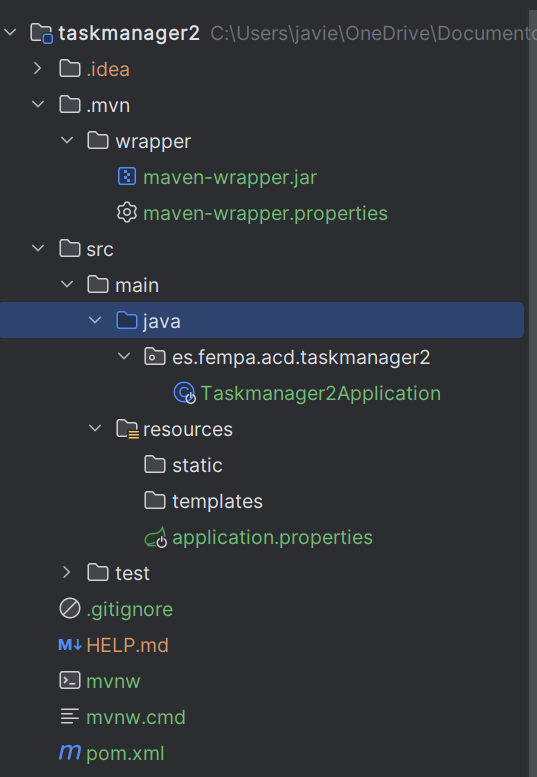 taskmanager2 C:\Users\javie\OneDrive\Documento
.idea
.mvn
wrapper
maven-wrapper.jar
maven-wrapper.properties
src
main
java
es.fempa.acd.taskmanager2
Taskmanager2Application
resources
static
templates
application.properties
test
.gitignore
M↓ HELP.md
mvnw
mvnw.cmd
m pom.xml